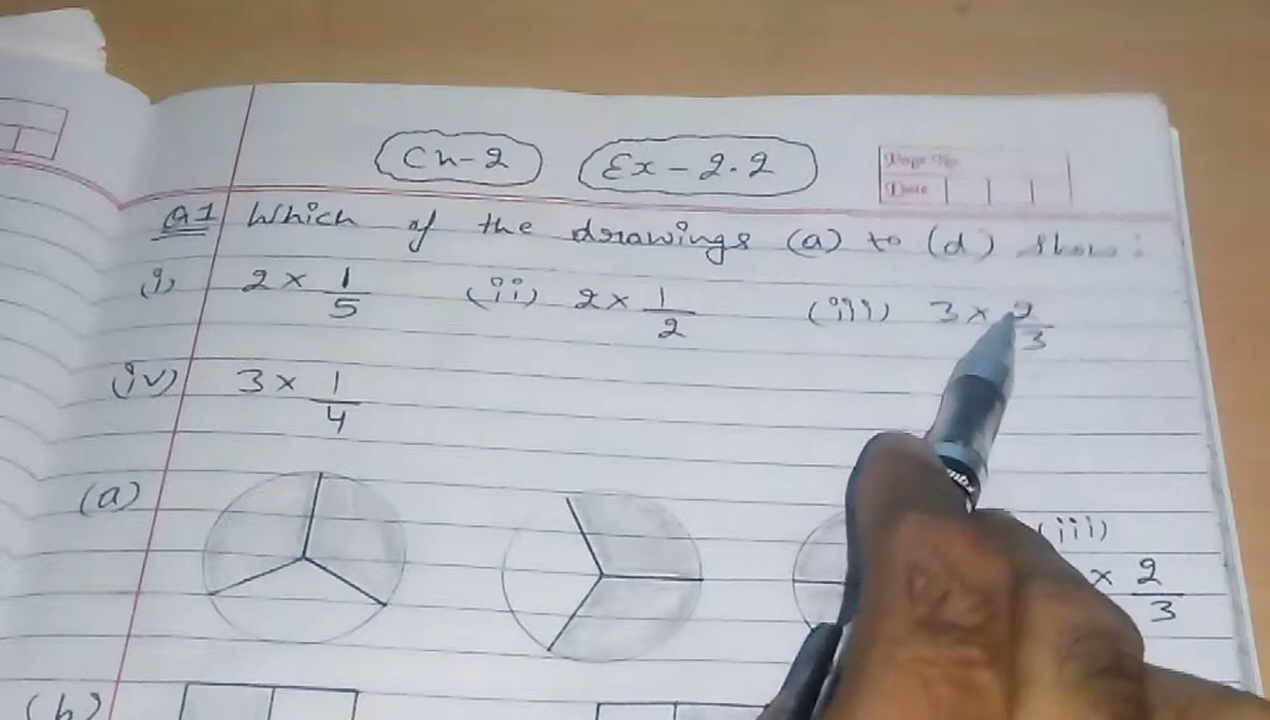 Ch-2 Ex-2.2
Page No.
Date
Q1 Which of the drawings (a) to (d) show:
(i) 2 × 1/5 (ii) 2 × 1/2 (iii) 3 × 2/3
(iv) 3 × 1/4
(a)
(iii)
× 2/3
(b)